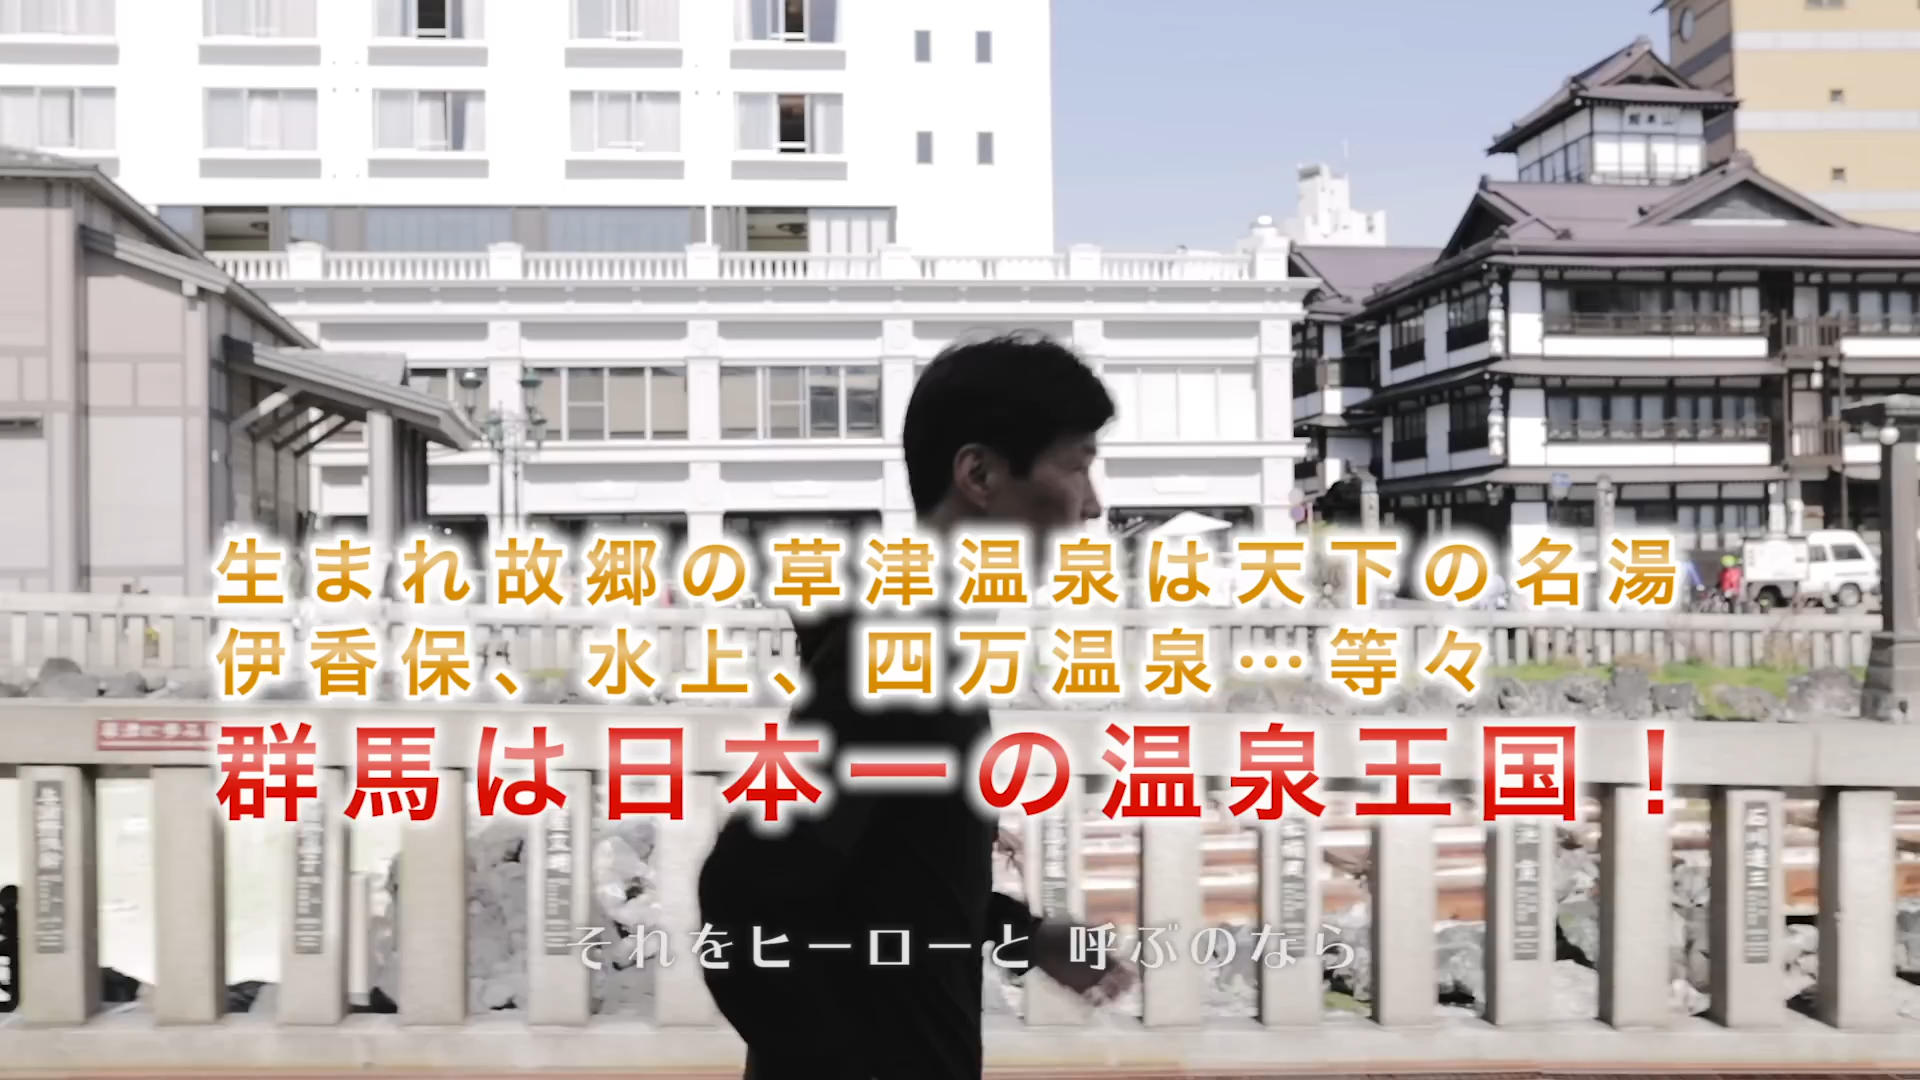 生まれ故郷の草津温泉は天下の名湯
伊香保、水上、四万温泉…等々
群馬は日本一の温泉王国！
それをヒーローと 呼ぶのなら